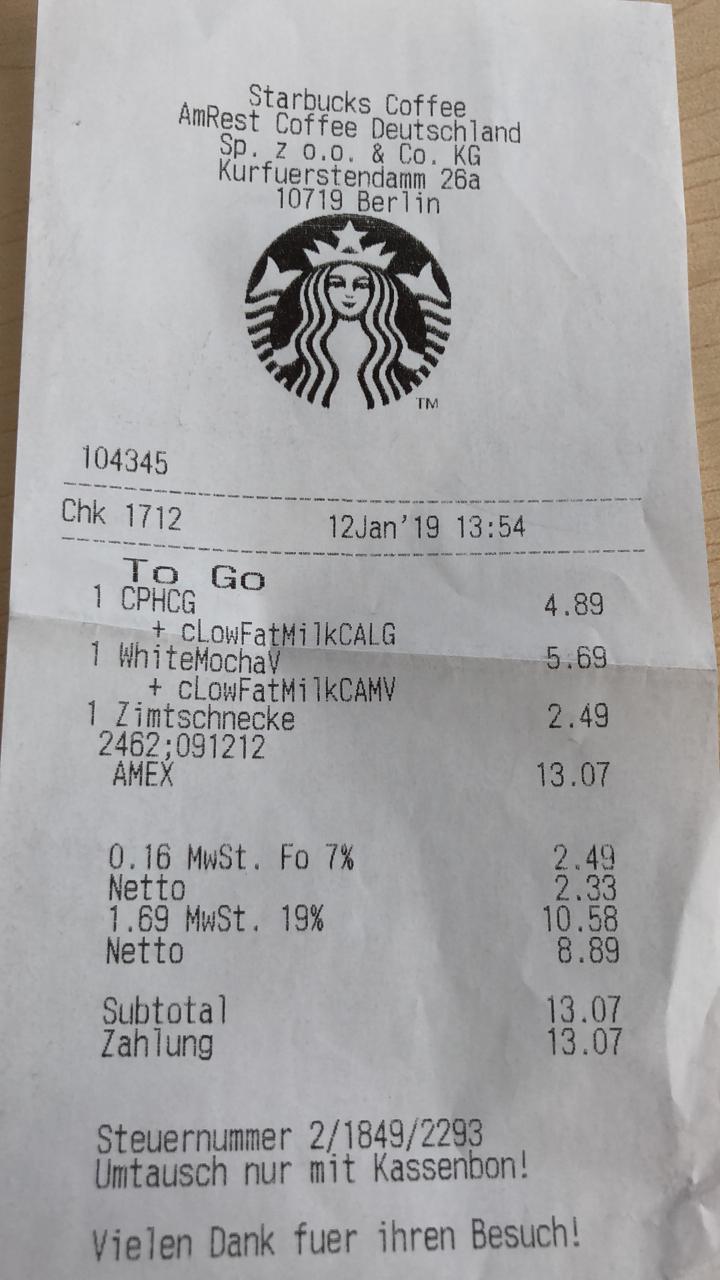 Starbucks Coffee
AmRest Coffee Deutschland
Sp. z o.o. & Co. KG
Kurfuerstendamm 26a
10719 Berlin
TM
104345
Chk 1712 12Jan'19 13:54
To Go
1 CPHCG 4.89
+ cLowFatMilkCALG
1 WhiteMochaV 5.69
+ cLowFatMilkCAMV
1 Zimtschnecke 2.49
2462;091212
AMEX 13.07
0.16 MwSt. Fo 7% 2.49
Netto 2.33
1.69 MwSt. 19% 10.58
Netto 8.89
Subtotal 13.07
Zahlung 13.07
Steuernummer 2/1849/2293
Umtausch nur mit Kassenbon!
Vielen Dank fuer ihren Besuch!